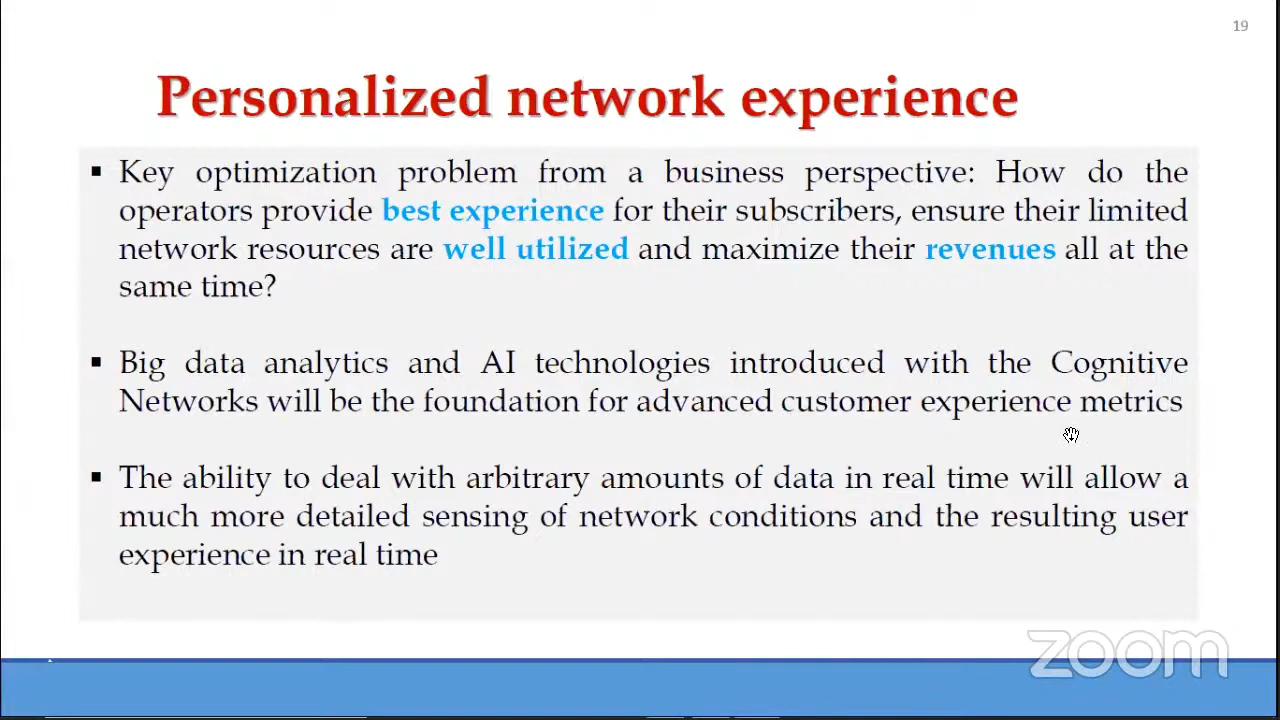 19
Personalized network experience
▪ Key optimization problem from a business perspective: How do the
operators provide best experience for their subscribers, ensure their limited
network resources are well utilized and maximize their revenues all at the
same time?
▪ Big data analytics and AI technologies introduced with the Cognitive
Networks will be the foundation for advanced customer experience metrics
▪ The ability to deal with arbitrary amounts of data in real time will allow a
much more detailed sensing of network conditions and the resulting user
experience in real time
zoom